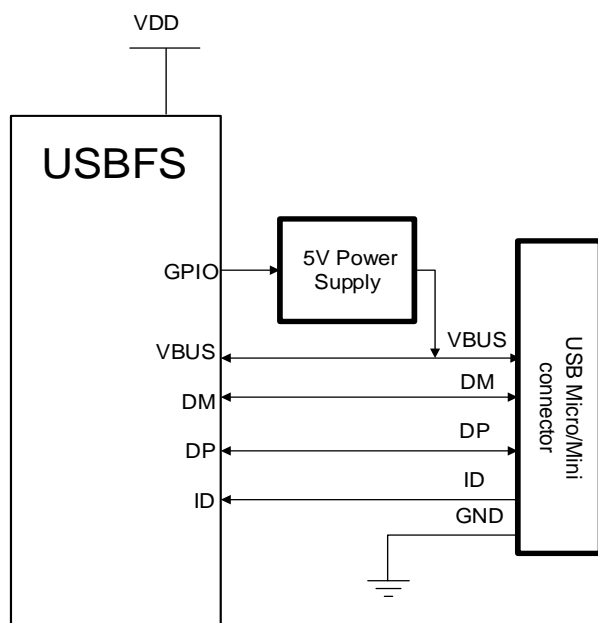 VDD
USBFS
GPIO
5V Power
Supply
VBUS
VBUS
DM
DM
DP
DP
ID
ID
GND
USB Micro/Mini
connector